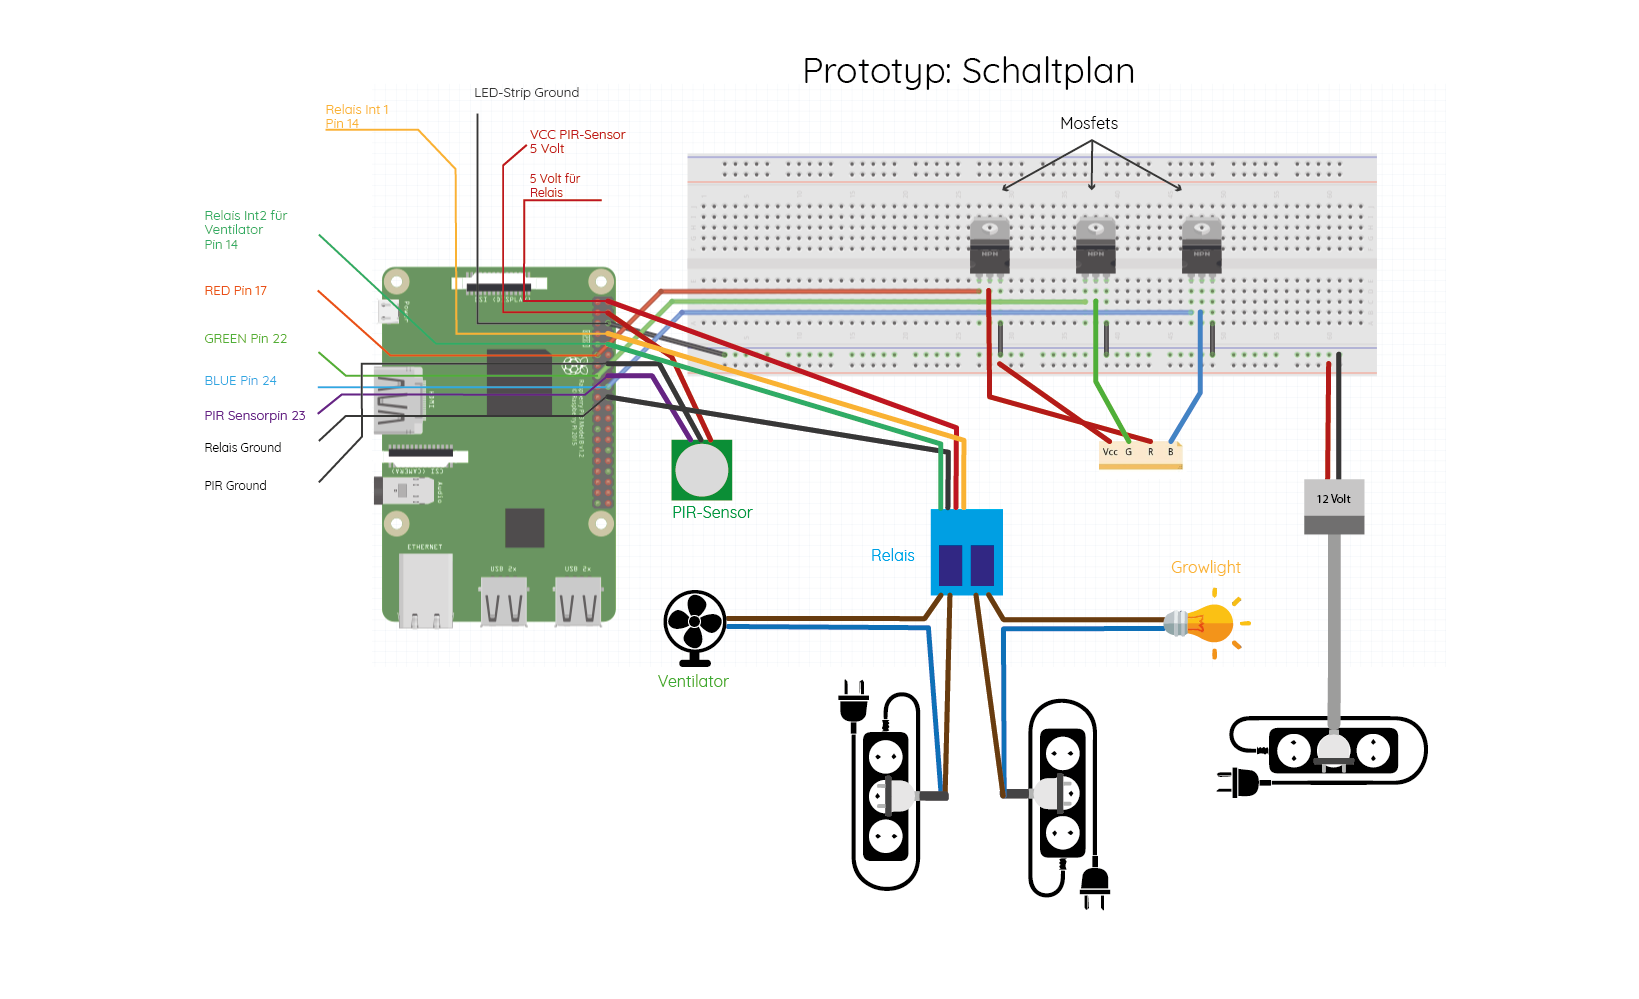 Prototyp: Schaltplan
LED-Strip Ground
Relais Int 1
Pin 14
VCC PIR-Sensor
5 Volt
Mosfets
5 Volt für
Relais
Relais Int2 für
Ventilator
Pin 14
RED Pin 17
GREEN Pin 22
BLUE Pin 24
PIR Sensorpin 23
Relais Ground
PIR Ground
HDMI
CSI (CAMERA)
Audio
ETHERNET
USB 2x
USB 2x
NPN
NPN
NPN
Vcc G R B
12 Volt
PIR-Sensor
Relais
Growlight
Ventilator